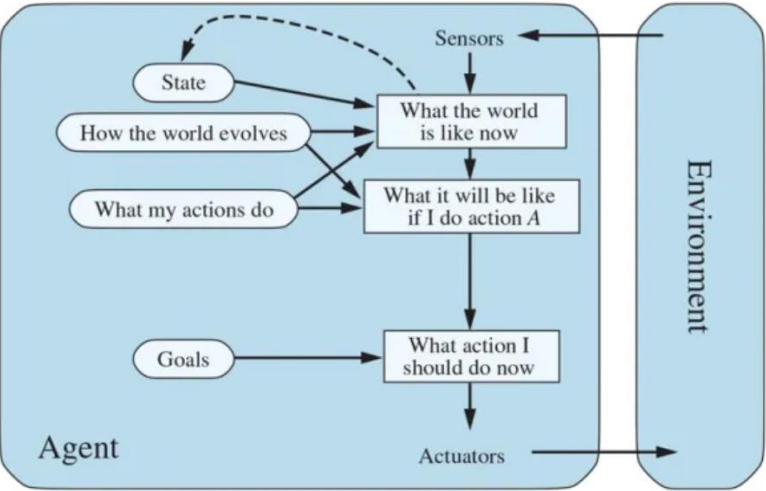 Sensors
State
What the world
is like now
How the world evolves
What it will be like
if I do action A
What my actions do
Environment
What action I
should do now
Goals
Agent
Actuators